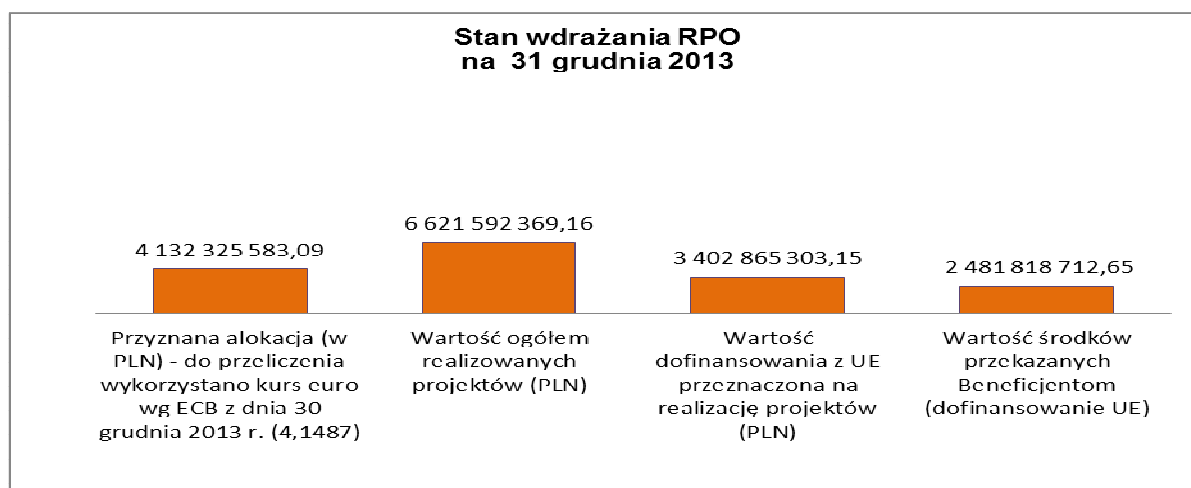 Stan wdrażania RPO
na 31 grudnia 2013
4 132 325 583,09
6 621 592 369,16
3 402 865 303,15
2 481 818 712,65
Przyznana alokacja (w
PLN) - do przeliczenia
wykorzystano kurs euro
wg ECB z dnia 30
grudnia 2013 r. (4,1487)
Wartość ogółem
realizowanych
projektów (PLN)
Wartość
dofinansowania z UE
przeznaczona na
realizację projektów
(PLN)
Wartość środków
przekazanych
Beneficjentom
(dofinansowanie UE)